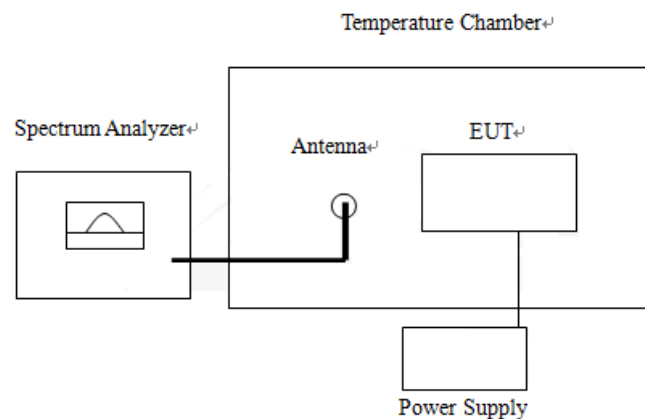 Temperature Chamber↵
Spectrum Analyzer↵
Antenna↵
EUT↵
Power Supply